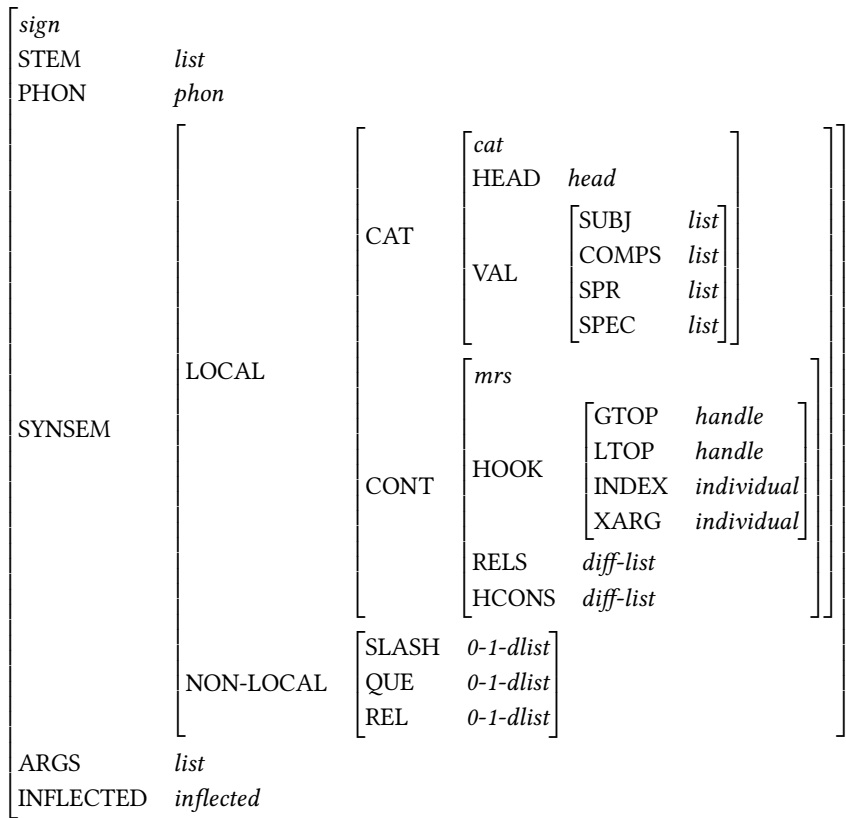 sign
STEM list
PHON phon
cat
HEAD head
SUBJ list
CAT
COMPS list
VAL
SPR list
SPEC list
LOCAL
mrs
SYNSEM
GTOP handle
LTOP handle
HOOK
CONT
INDEX individual
XARG individual
RELS diff-list
HCONS diff-list
SLASH 0-1-dlist
NON-LOCAL QUE 0-1-dlist
REL 0-1-dlist
ARGS list
INFLECTED inflected